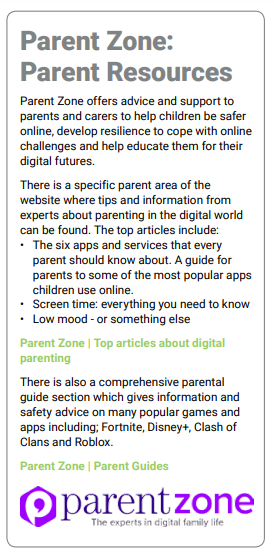 Parent Zone:
Parent Resources
Parent Zone offers advice and support to
parents and carers to help children be safer
online, develop resilience to cope with online
challenges and help educate them for their
digital futures.
There is a specific parent area of the
website where tips and information from
experts about parenting in the digital world
can be found. The top articles include:
• The six apps and services that every
parent should know about. A guide for
parents to some of the most popular apps
children use online.
• Screen time: everything you need to know
• Low mood - or something else
Parent Zone | Top articles about digital
parenting
There is also a comprehensive parental
guide section which gives information and
safety advice on many popular games and
apps including; Fortnite, Disney+, Clash of
Clans and Roblox.
Parent Zone | Parent Guides
parentzone
The experts in digital family life